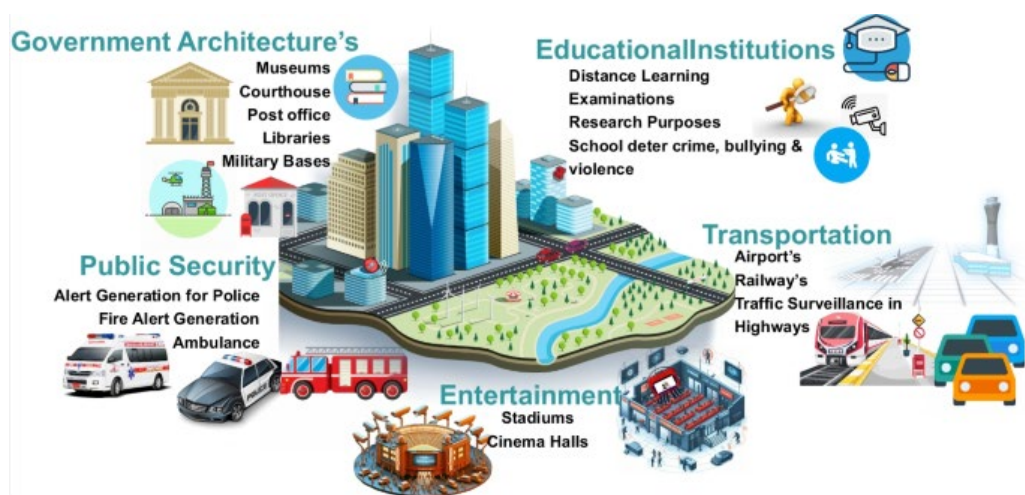 Government Architecture's
Museums
Courthouse
Post office
Libraries
Military Bases
EducationalInstitutions
Distance Learning
Examinations
Research Purposes
School deter crime, bullying &
violence
Public Security
Alert Generation for Police
Fire Alert Generation
Ambulance
Transportation
Airport's
Railway's
Traffic Surveillance in
Highways
Entertainment
Stadiums
Cinema Halls
POLICE